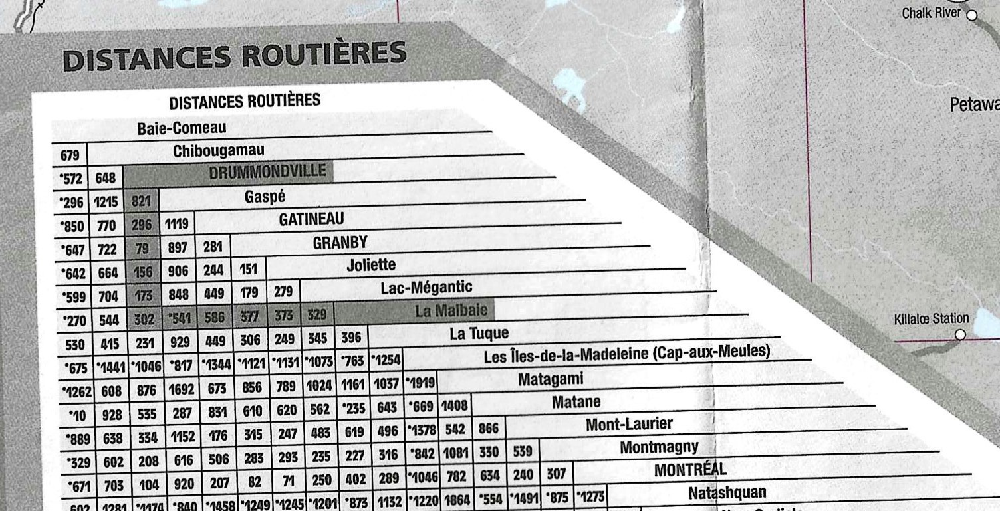 Chalk River
DISTANCES ROUTIÈRES
Petawa
DISTANCES ROUTIÈRES
Baie-Comeau
679 Chibougamau
*572 648 DRUMMONDVILLE
*296 1215 821 Gaspé
*850 770 296 1119 GATINEAU
*647 722 79 897 281 GRANBY
*642 664 156 906 244 151 Joliette
*599 704 173 848 449 179 279 Lac-Mégantic
*270 544 302 *541 586 377 373 329 La Malbaie
Killaloe Station
530 415 231 929 449 306 249 345 396 La Tuque
*675 *1441 *1046 *817 *1344 *1121 *1131 *1073 *763 *1254 Les Îles-de-la-Madeleine (Cap-aux-Meules)
*1262 608 876 1692 673 856 789 1024 1161 1037 *1919 Matagami
*10 928 535 287 831 610 620 562 *235 643 *669 1408 Matane
*889 638 334 1152 176 315 247 483 619 496 *1378 542 866 Mont-Laurier
*329 602 208 616 506 283 293 235 227 316 *842 1081 330 539 Montmagny
*671 703 104 920 207 82 71 250 402 289 *1046 782 634 240 307 MONTRÉAL
602 1281 *1174 *840 *1458 *1249 *1245 *1201 *873 1132 *1220 1864 *554 *1491 *875 *1273 Natashquan